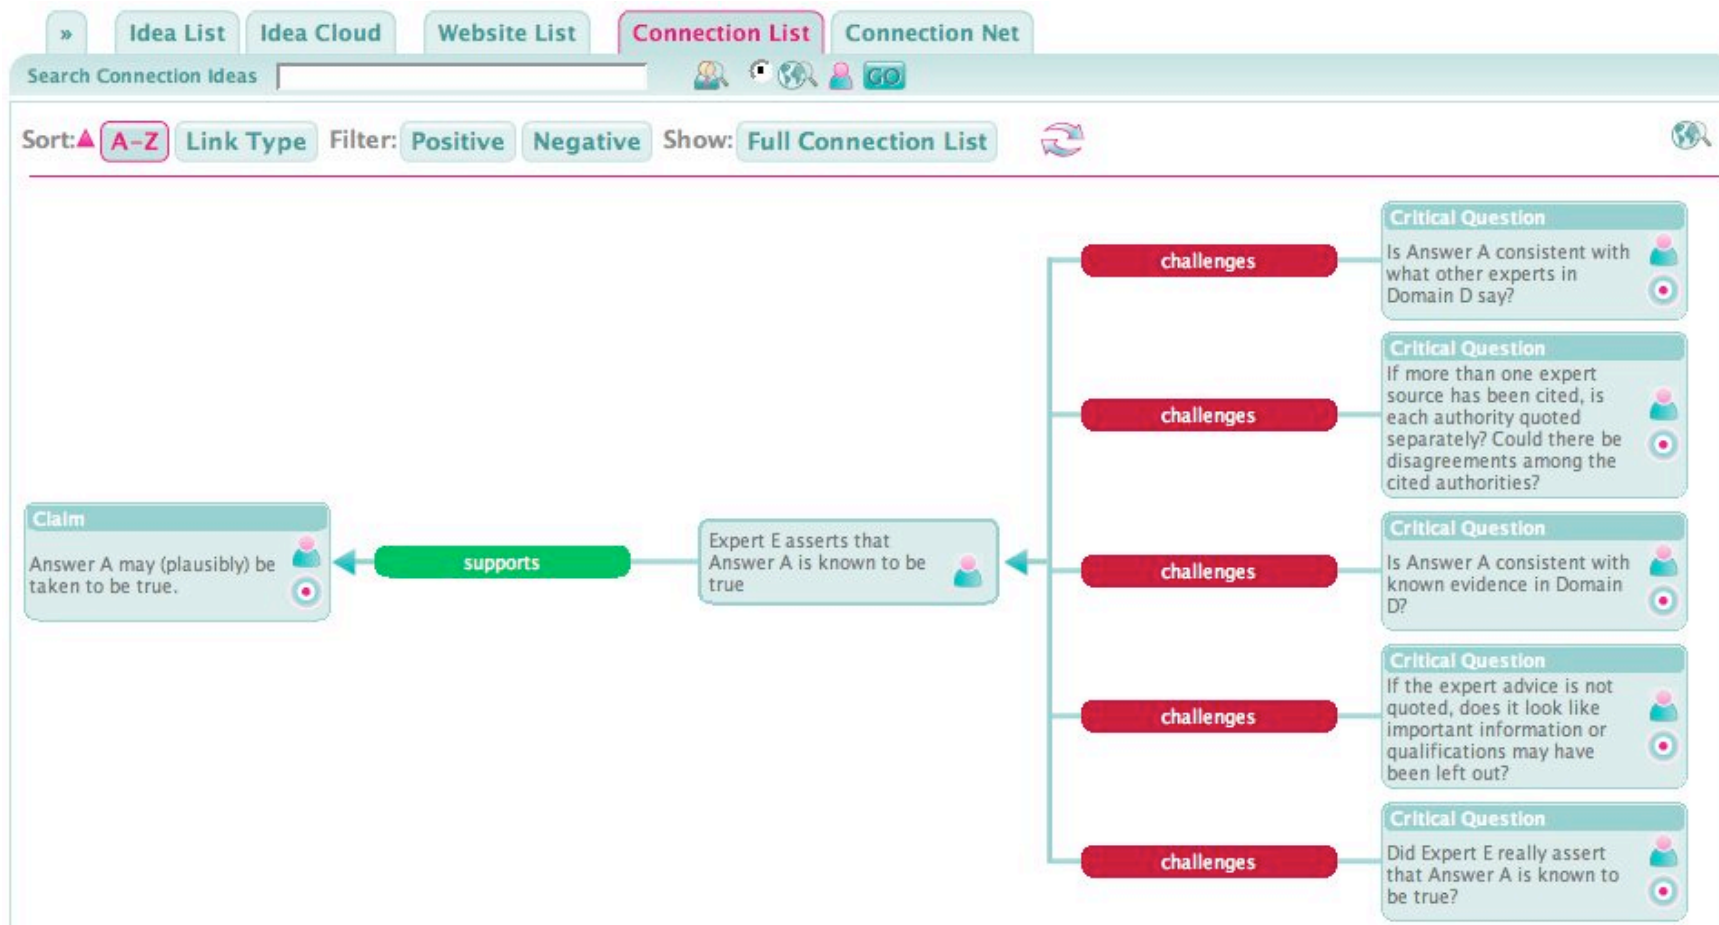 » Idea List Idea Cloud Website List Connection List Connection Net
Search Connection Ideas GO
Sort: A-Z Link Type Filter: Positive Negative Show: Full Connection List
Claim
Answer A may (plausibly) be
taken to be true.
supports
Expert E asserts that
Answer A is known to be
true
challenges
Critical Question
Is Answer A consistent with
what other experts in
Domain D say?
challenges
Critical Question
If more than one expert
source has been cited, is
each authority quoted
separately? Could there be
disagreements among the
cited authorities?
challenges
Critical Question
Is Answer A consistent with
known evidence in Domain
D?
challenges
Critical Question
If the expert advice is not
quoted, does it look like
important information or
qualifications may have
been left out?
challenges
Critical Question
Did Expert E really assert
that Answer A is known to
be true?